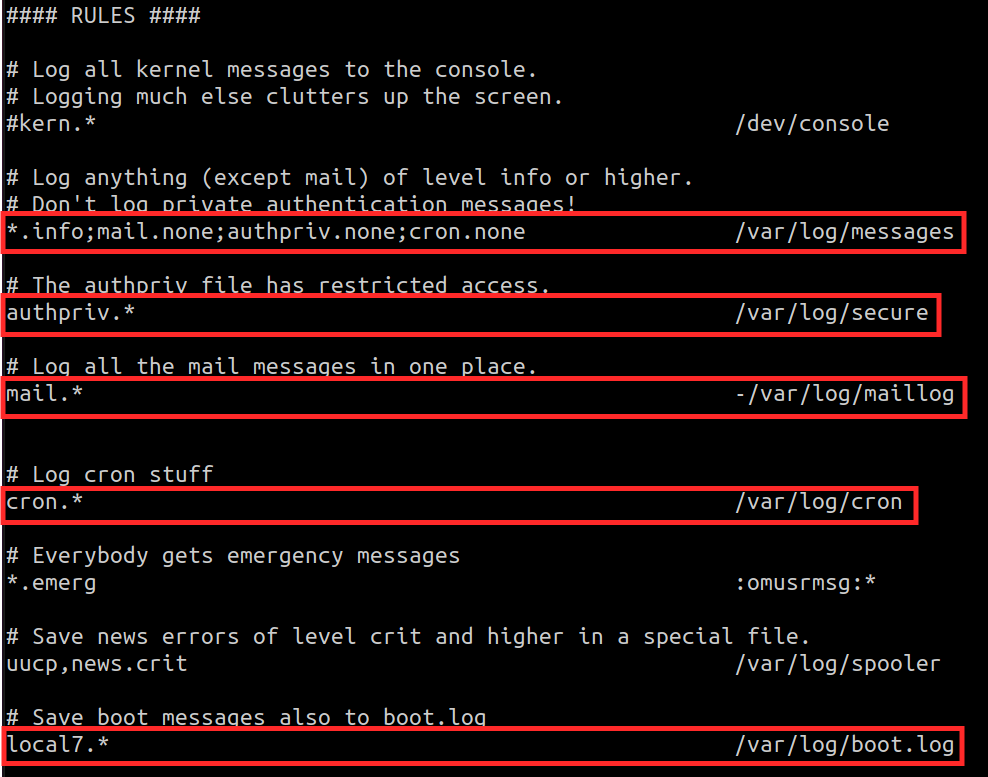 #### RULES ####
# Log all kernel messages to the console.
# Logging much else clutters up the screen.
#kern.* /dev/console
# Log anything (except mail) of level info or higher.
# Don't log private authentication messages!
*.info;mail.none;authpriv.none;cron.none /var/log/messages
# The authpriv file has restricted access.
authpriv.* /var/log/secure
# Log all the mail messages in one place.
mail.* -/var/log/maillog
# Log cron stuff
cron.* /var/log/cron
# Everybody gets emergency messages
*.emerg :omusrmsg:*
# Save news errors of level crit and higher in a special file.
uucp,news.crit /var/log/spooler
# Save boot messages also to boot.log
local7.* /var/log/boot.log